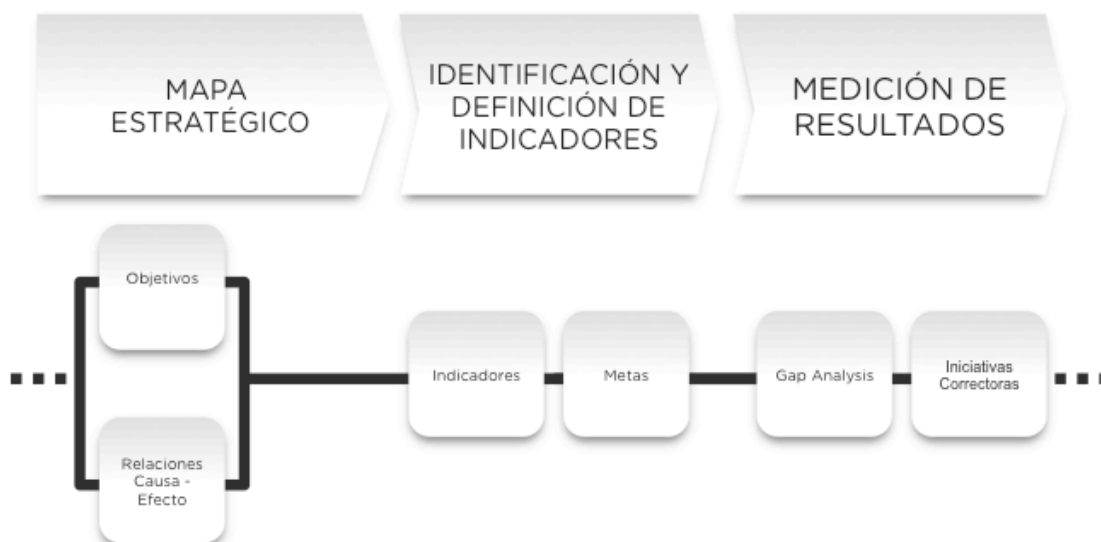 MAPA
ESTRATÉGICO
IDENTIFICACIÓN Y
DEFINICIÓN DE
INDICADORES
MEDICIÓN DE
RESULTADOS
Objetivos
Relaciones
Causa -
Efecto
Indicadores
Metas
Gap Analysis
Iniciativas
Correctoras